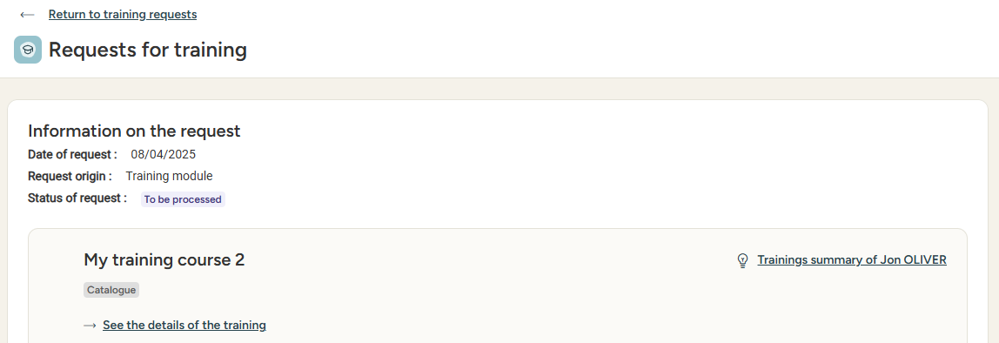 Return to training requests
Requests for training
Information on the request
Date of request : 08/04/2025
Request origin : Training module
Status of request : To be processed
My training course 2
Trainings summary of Jon OLIVER
Catalogue
See the details of the training